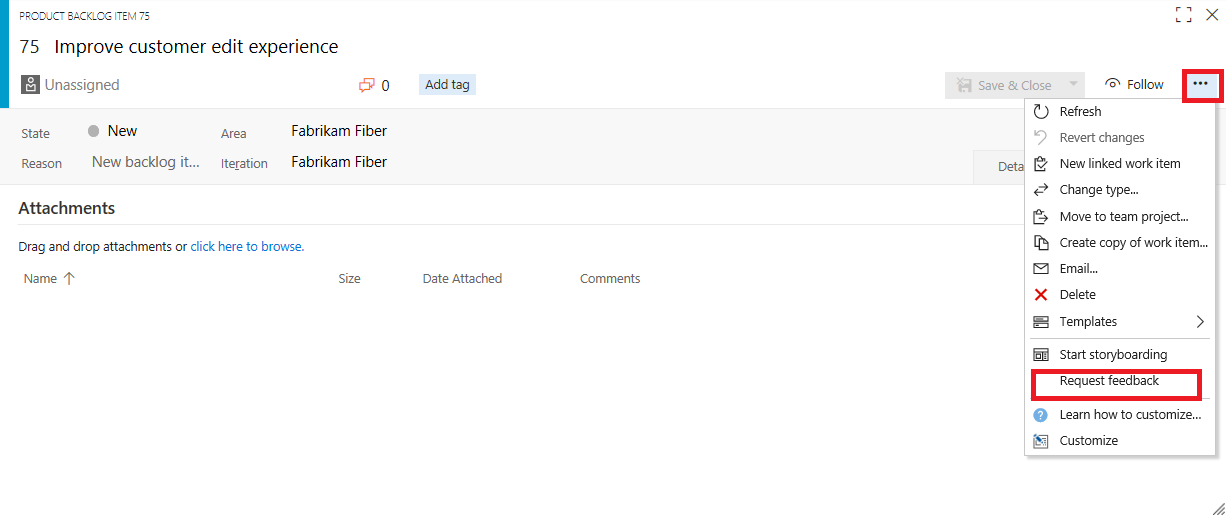 PRODUCT BACKLOG ITEM 75
75 Improve customer edit experience
Unassigned 0 Add tag Save & Close Follow
State New Area Fabrikam Fiber
Reason New backlog it... Iteration Fabrikam Fiber
Detai
Attachments
Drag and drop attachments or click here to browse.
Name Size Date Attached Comments
Refresh
Revert changes
New linked work item
Change type...
Move to team project...
Create copy of work item...
Email...
Delete
Templates
Start storyboarding
Request feedback
Learn how to customize...
Customize